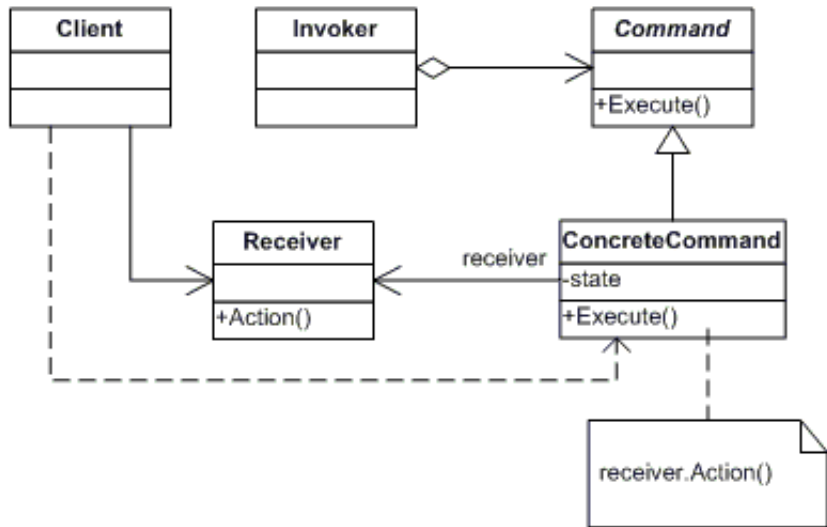 Client
Invoker
Command
+Execute()
Receiver
+Action()
receiver
ConcreteCommand
-state
+Execute()
receiver.Action()